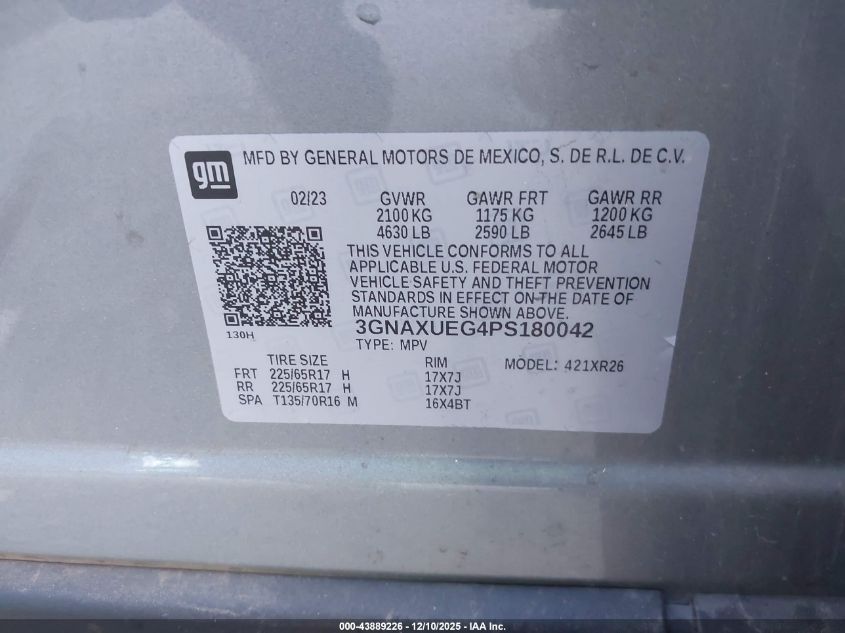 gm MFD BY GENERAL MOTORS DE MEXICO, S. DE R.L. DE C.V.
02/23 GVWR GAWR FRT GAWR RR
2100 KG 1175 KG 1200 KG
4630 LB 2590 LB 2645 LB
THIS VEHICLE CONFORMS TO ALL
APPLICABLE U.S. FEDERAL MOTOR
VEHICLE SAFETY AND THEFT PREVENTION
STANDARDS IN EFFECT ON THE DATE OF
MANUFACTURE SHOWN ABOVE.
130H 3GNAXUEG4PS180042
TYPE: MPV
TIRE SIZE RIM MODEL: 421XR26
FRT 225/65R17 H 17X7J
RR 225/65R17 H 17X7J
SPA T135/70R16 M 16X4BT
000-43889226 - 12/10/2025 - IAA Inc.